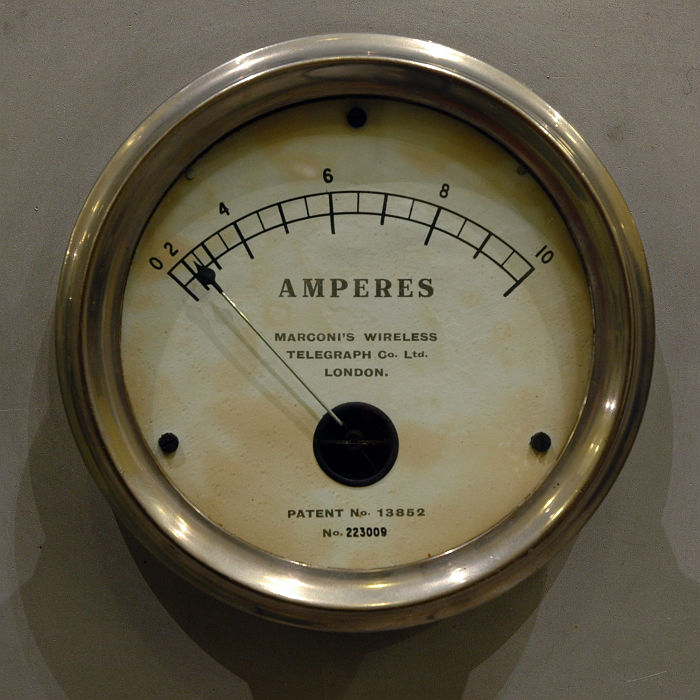 0 2 4 6 8 10
AMPERES
MARCONI'S WIRELESS
TELEGRAPH Co. Ltd.
LONDON.
PATENT No. 13852
No. 223009